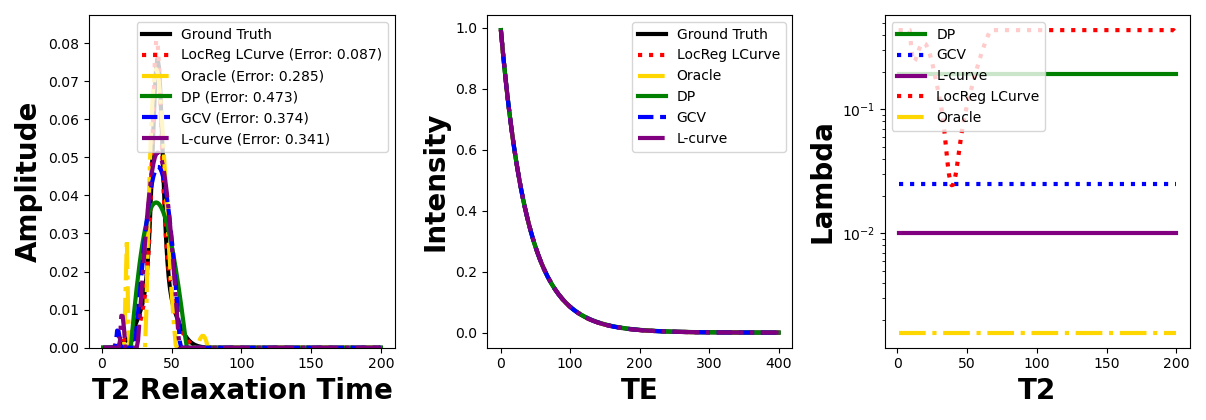 Amplitude
0.08
0.07
0.06
0.05
0.04
0.03
0.02
0.01
0.00
Ground Truth
LocReg LCurve (Error: 0.087)
Oracle (Error: 0.285)
DP (Error: 0.473)
GCV (Error: 0.374)
L-curve (Error: 0.341)
0 50 100 150 200
T2 Relaxation Time
Intensity
1.0
0.8
0.6
0.4
0.2
0.0
Ground Truth
LocReg LCurve
Oracle
DP
GCV
L-curve
0 100 200 300 400
TE
Lambda
10⁻¹
10⁻²
DP
GCV
L-curve
LocReg LCurve
Oracle
0 50 100 150 200
T2